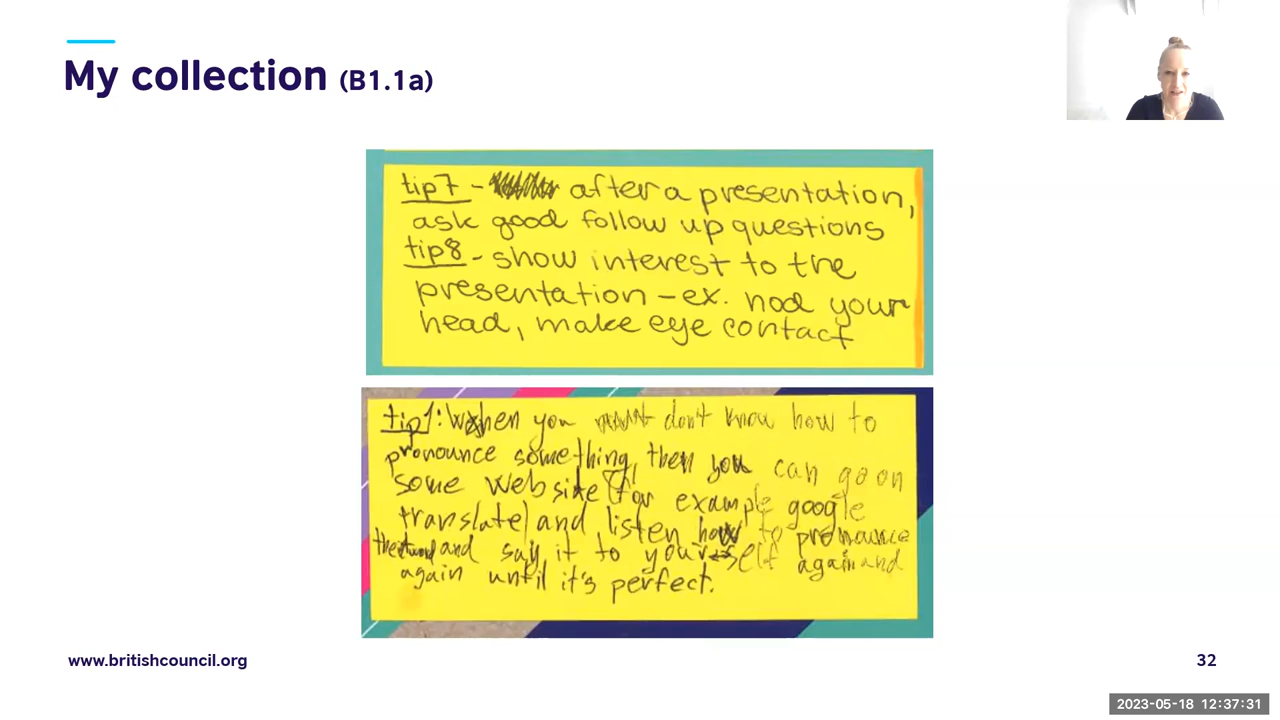 My collection (B1.1a)
tip7 - after a presentation,
ask good follow up questions
tip8 - show interest to the
presentation - ex. nod your
head, make eye contact
tip1: When you don't know how to
pronounce something, then you can go on
some website (for example google
translate) and listen how to pronounce
the word and say it to yourself again and
again until it's perfect.
www.britishcouncil.org
32
2023-05-18 12:37:31